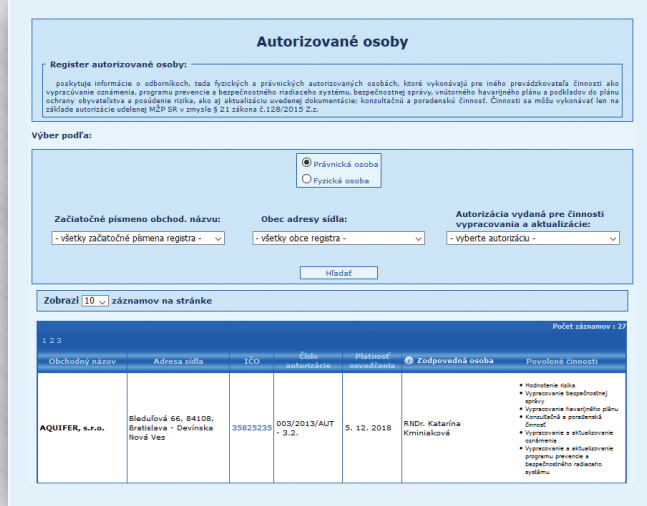 Autorizované osoby
Register autorizované osoby:
poskytuje informácie o odborníkoch, teda fyzických a právnických autorizovaných osobách, ktoré vykonávajú pre iného prevádzkovateľa činnosti ako
vypracúvanie oznámenia, programu prevencie a bezpečnostného riadiaceho systému, bezpečnostnej správy, vnútorného havarijného plánu a podkladov do plánu
ochrany obyvateľstva a posúdenie rizika, ako aj aktualizáciu uvedenej dokumentácie; konzultačnú a poradenskú činnosť. Činnosti sa môžu vykonávať len na
základe autorizácie udelenej MŽP SR v zmysle § 21 zákona č.128/2015 Z.z.
Výber podľa:
Právnická osoba
Fyzická osoba
Začiatočné písmeno obchod. názvu:
- všetky začiatočné písmena registra -
Obec adresy sídla:
- všetky obce registra -
Autorizácia vydaná pre činnosti
vypracovania a aktualizácie:
- vyberte autorizáciu -
Hľadať
Zobrazi 10 záznamov na stránke
Počet záznamov : 27
1 2 3
Obchodný názov
Adresa sídla
IČO
Číslo
autorizácie
Platnosť
osvedčenia
Zodpovedná osoba
Povolené činnosti
AQUIFER, s.r.o.
Bleduľová 66, 84108,
Bratislava - Devínska
Nová Ves
35825235
003/2013/AUT
- 3.2.
5. 12. 2018
RNDr. Katarína
Kminiaková
• Hodnotenie rizika
• Vypracovanie bezpečnostnej
správy
• Vypracovanie havarijného plánu
• Konzultačná a poradenská
činnosť
• Vypracovanie a aktualizovanie
oznámenia
• Vypracovanie a aktualizovanie
programu prevencie a
bezpečnostného radiaceho
systému